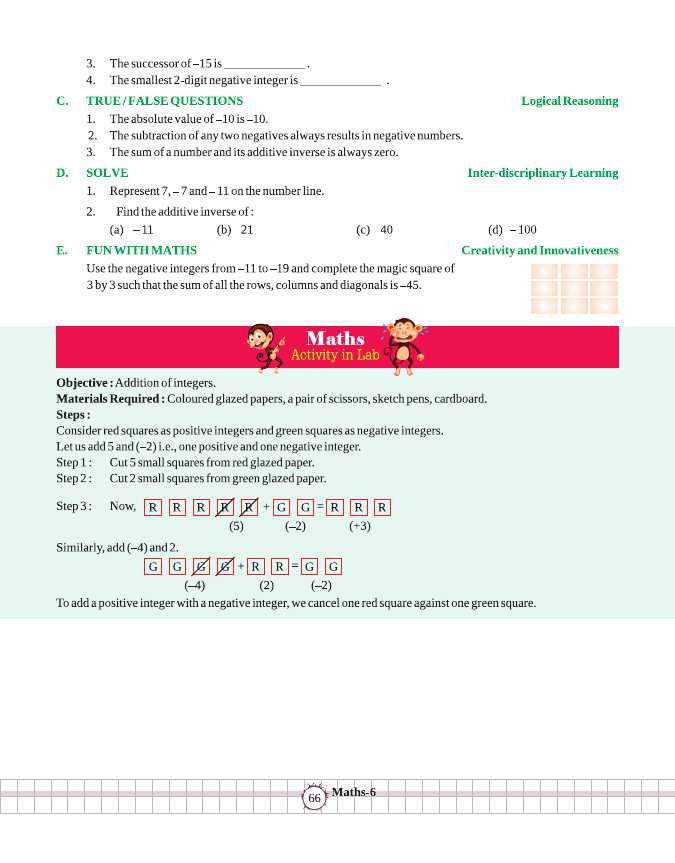 3. The successor of –15 is _____________ .
4. The smallest 2-digit negative integer is _____________ .
C. TRUE / FALSE QUESTIONS Logical Reasoning
1. The absolute value of –10 is –10.
2. The subtraction of any two negatives always results in negative numbers.
3. The sum of a number and its additive inverse is always zero.
D. SOLVE Inter-discriplinary Learning
1. Represent 7, – 7 and – 11 on the number line.
2. Find the additive inverse of :
(a) – 11 (b) 21 (c) 40 (d) – 100
E. FUN WITH MATHS Creativity and Innovativeness
Use the negative integers from –11 to –19 and complete the magic square of
3 by 3 such that the sum of all the rows, columns and diagonals is –45.
Maths
Activity in Lab
Objective : Addition of integers.
Materials Required : Coloured glazed papers, a pair of scissors, sketch pens, cardboard.
Steps :
Consider red squares as positive integers and green squares as negative integers.
Let us add 5 and (–2) i.e., one positive and one negative integer.
Step 1 : Cut 5 small squares from red glazed paper.
Step 2 : Cut 2 small squares from green glazed paper.
Step 3 : Now, R R R R R + G G = R R R
(5) (–2) (+3)
Similarly, add (–4) and 2.
G G G G + R R = G G
(–4) (2) (–2)
To add a positive integer with a negative integer, we cancel one red square against one green square.
66 Maths-6